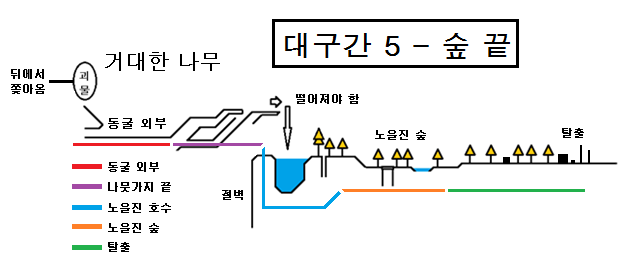 대구간 5 - 숲 끝
거대한 나무
뒤에서
쫓아옴
괴
물
떨어져야 함
동굴 외부
노을진 숲
탈출
절벽
동굴 외부
나뭇가지 끝
노을진 호수
노을진 숲
탈출